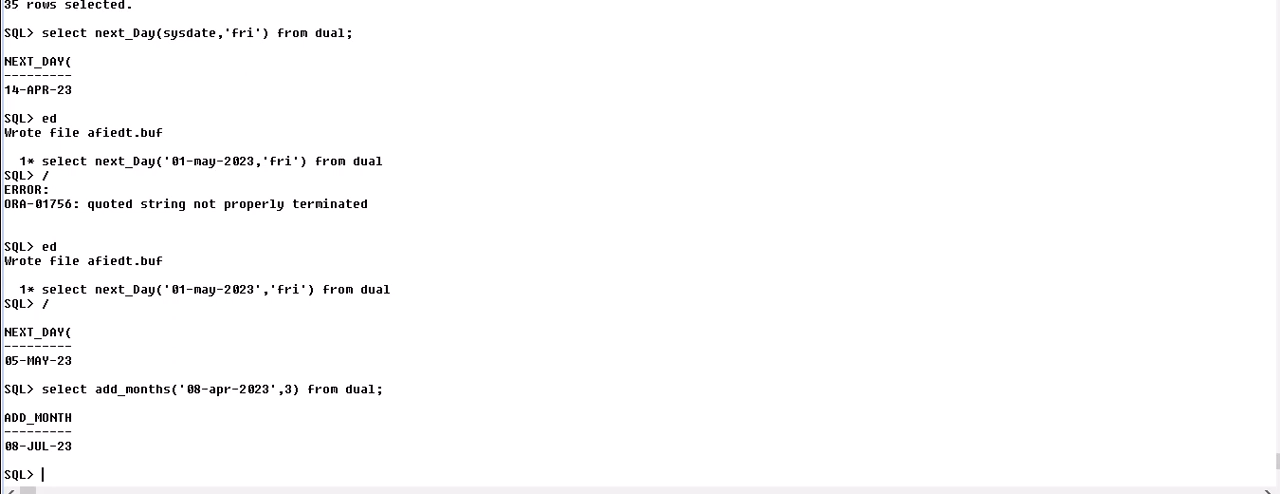 35 rows selected.
SQL> select next_Day(sysdate,'fri') from dual;
NEXT_DAY(
---------
14-APR-23
SQL> ed
Wrote file afiedt.buf
1* select next_Day('01-may-2023,'fri') from dual
SQL> /
ERROR:
ORA-01756: quoted string not properly terminated
SQL> ed
Wrote file afiedt.buf
1* select next_Day('01-may-2023','fri') from dual
SQL> /
NEXT_DAY(
---------
05-MAY-23
SQL> select add_months('08-apr-2023',3) from dual;
ADD_MONTH
---------
08-JUL-23
SQL>